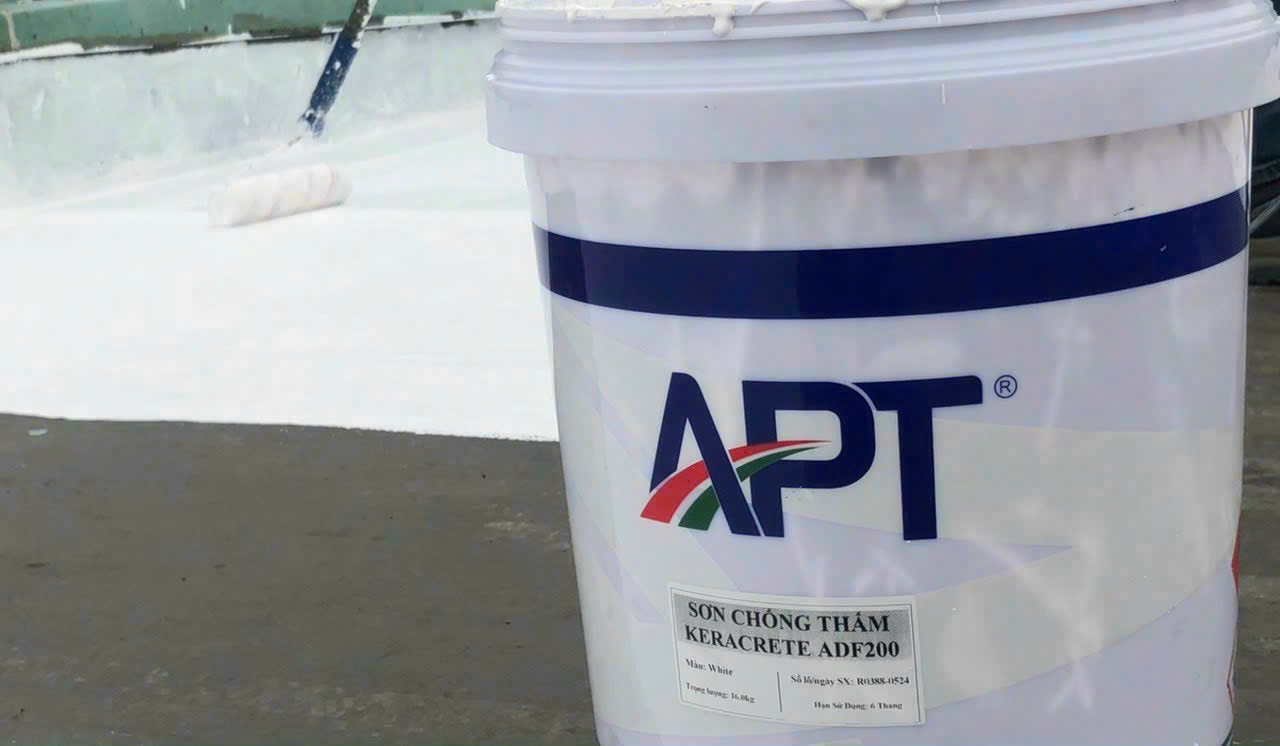 APT®
SƠN CHỐNG THẤM
KERACRETE ADF200
Màu: White
Số lô/ngày SX: R0388-0524
Trọng lượng: 16.0kg
Hạn Sử Dụng: 6 Thang